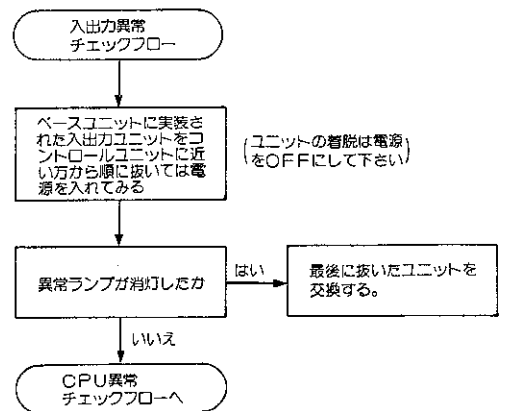 入出力異常
チェックフロー
ベースユニットに実装さ
れた入出力ユニットをコ
ントロールユニットに近
い方から順に抜いては電
源を入れてみる
(ユニットの着脱は電源
をOFFにして下さい)
異常ランプが消灯したか
はい
最後に抜いたユニットを
交換する。
いいえ
CPU異常
チェックフローへ